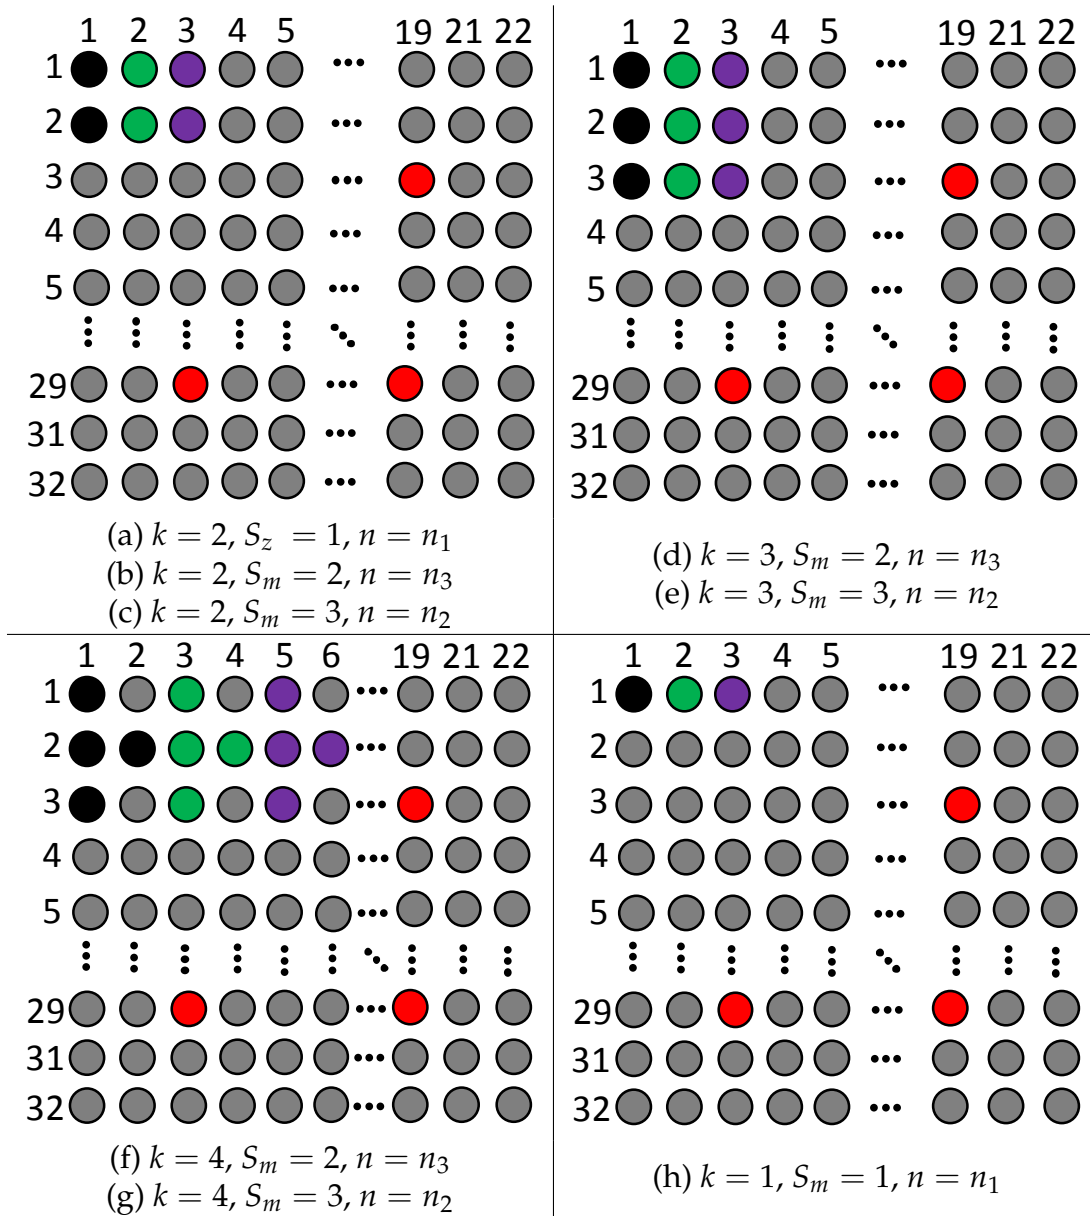 1 2 3 4 5 ... 19 21 22
1 ...
2 ...
3 ...
4 ...
5 ...
29 ...
31 ...
32 ...
(a) k = 2, S_z = 1, n = n_1
(b) k = 2, S_m = 2, n = n_3
(c) k = 2, S_m = 3, n = n_2
1 2 3 4 5 19 21 22
1 ...
2 ...
3 ...
4 ...
5 ...
29 ...
31 ...
32 ...
(d) k = 3, S_m = 2, n = n_3
(e) k = 3, S_m = 3, n = n_2
1 2 3 4 5 6 19 21 22
1 ...
2 ...
3 ...
4 ...
5 ...
29 ...
31 ...
32 ...
(f) k = 4, S_m = 2, n = n_3
(g) k = 4, S_m = 3, n = n_2
1 2 3 4 5 19 21 22
1 ...
2 ...
3 ...
4 ...
5 ...
29 ...
31 ...
32 ...
(h) k = 1, S_m = 1, n = n_1